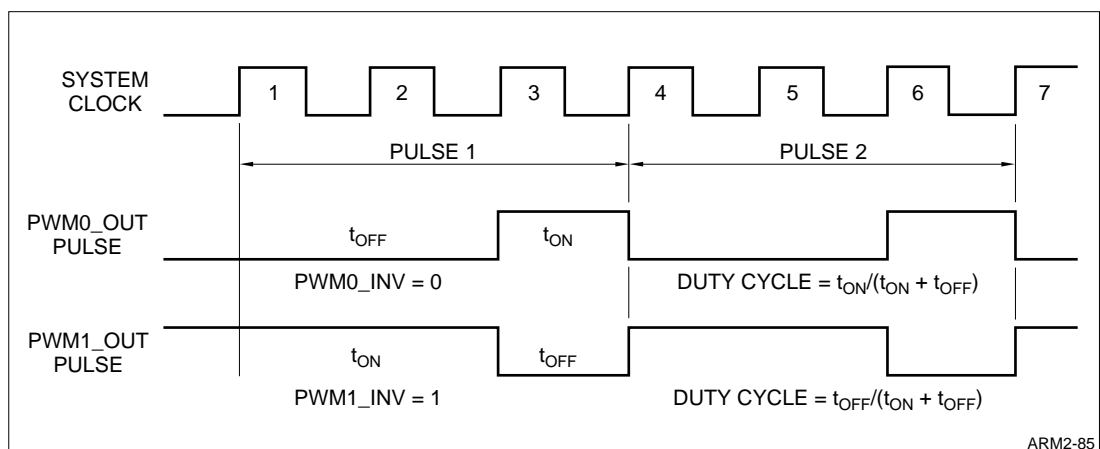 SYSTEM
CLOCK
1 2 3 4 5 6 7
PULSE 1 PULSE 2
PWM0_OUT
PULSE
tOFF tON
PWM0_INV = 0 DUTY CYCLE = tON/(tON + tOFF)
PWM1_OUT
PULSE
tON tOFF
PWM1_INV = 1 DUTY CYCLE = tOFF/(tON + tOFF)
ARM2-85